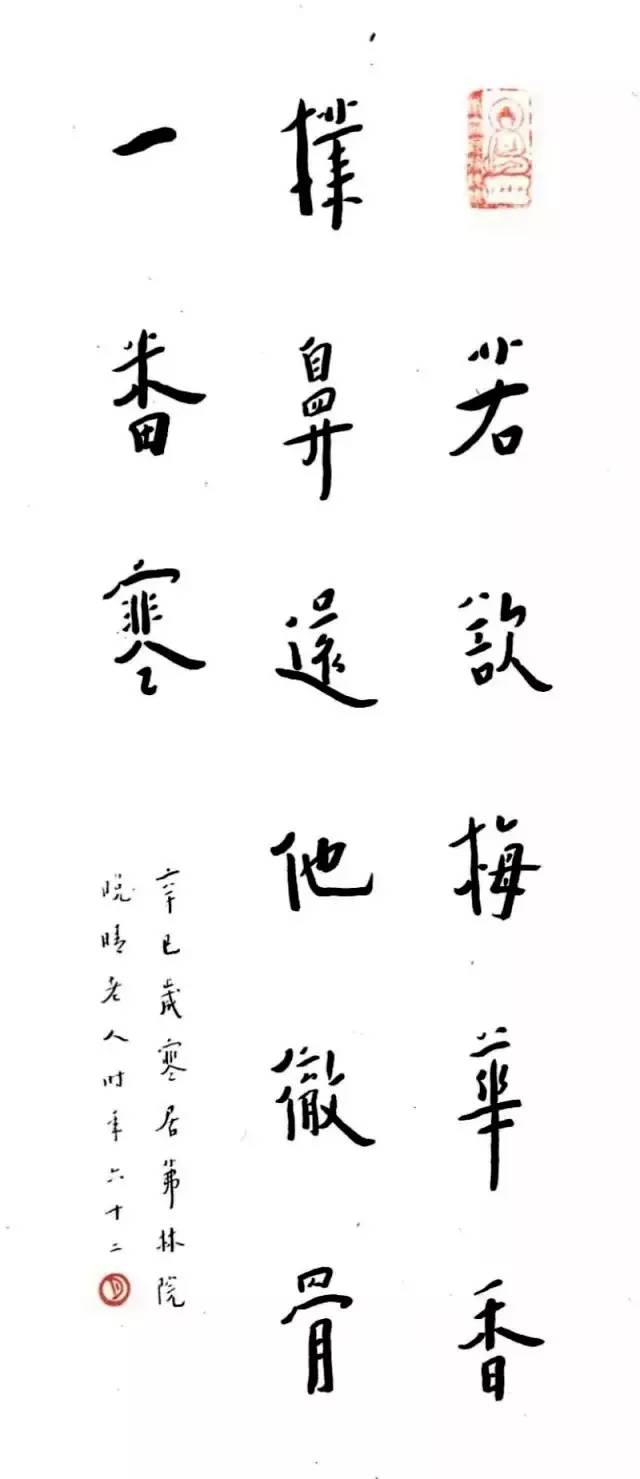 若欲梅華香
撲鼻還他徹骨
一番寒
辛巳歲寒居茀林院
晚晴老人时年六十二